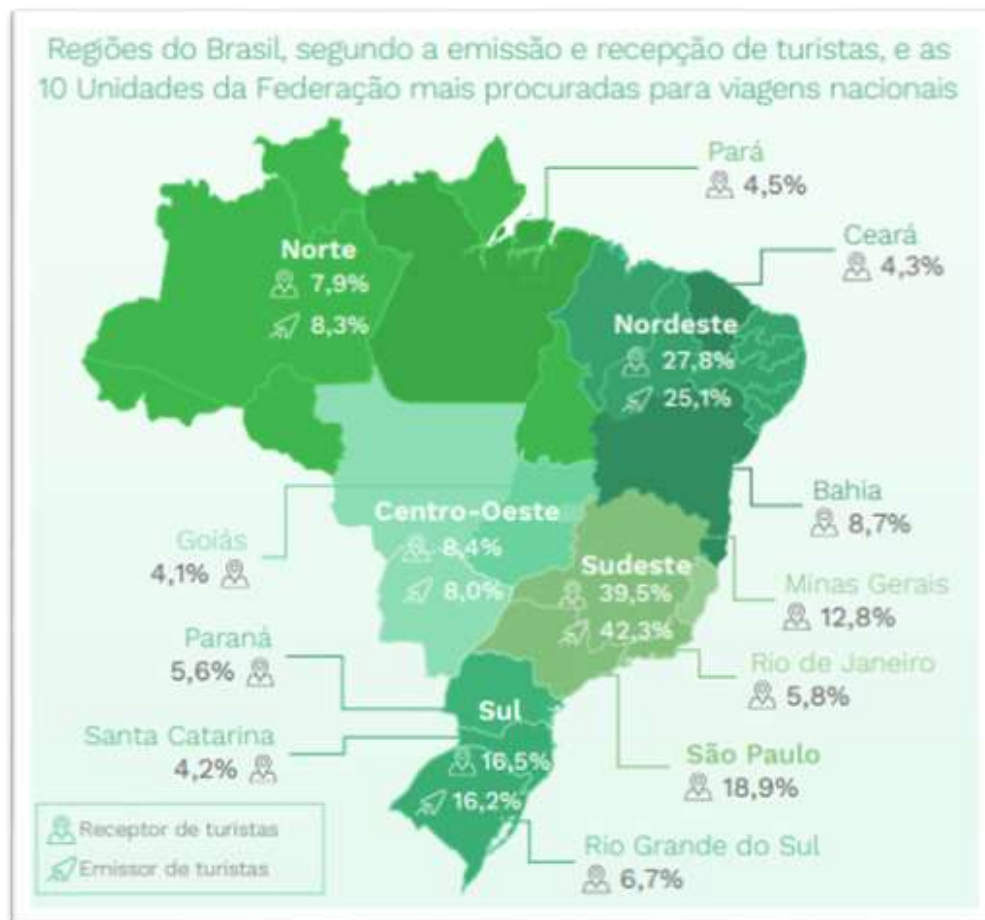 Regiões do Brasil, segundo a emissão e recepção de turistas, e as
10 Unidades da Federação mais procuradas para viagens nacionais
Pará
4,5%
Ceará
4,3%
Norte
7,9%
8,3%
Nordeste
27,8%
25,1%
Bahia
8,7%
Centro-Oeste
8,4%
8,0%
Goiás
4,1%
Sudeste
39,5%
42,3%
Minas Gerais
12,8%
Rio de Janeiro
5,8%
Paraná
5,6%
Sul
16,5%
16,2%
Santa Catarina
4,2%
São Paulo
18,9%
Rio Grande do Sul
6,7%
Receptor de turistas
Emissor de turistas